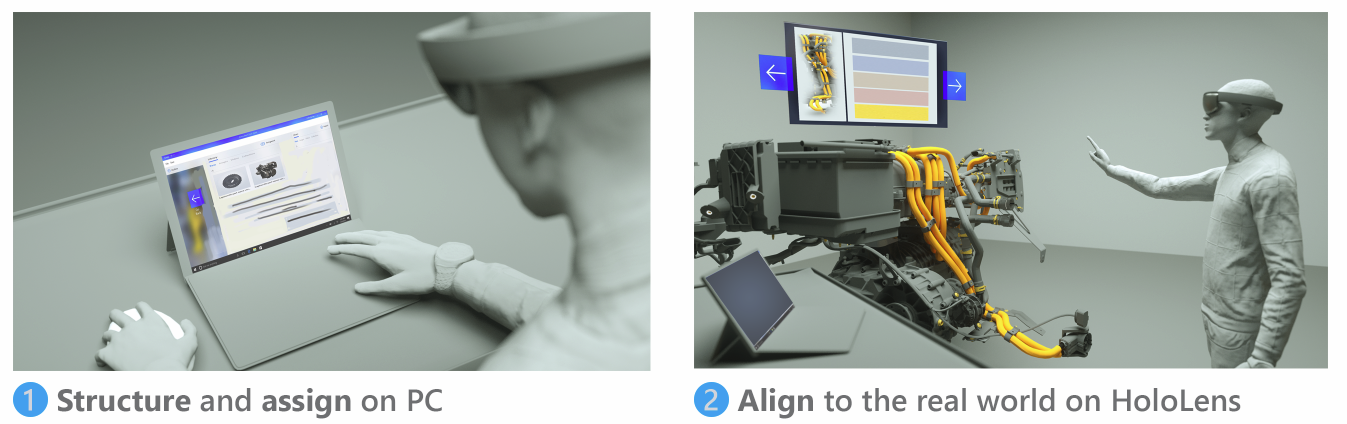 1 Structure and assign on PC
2 Align to the real world on HoloLens